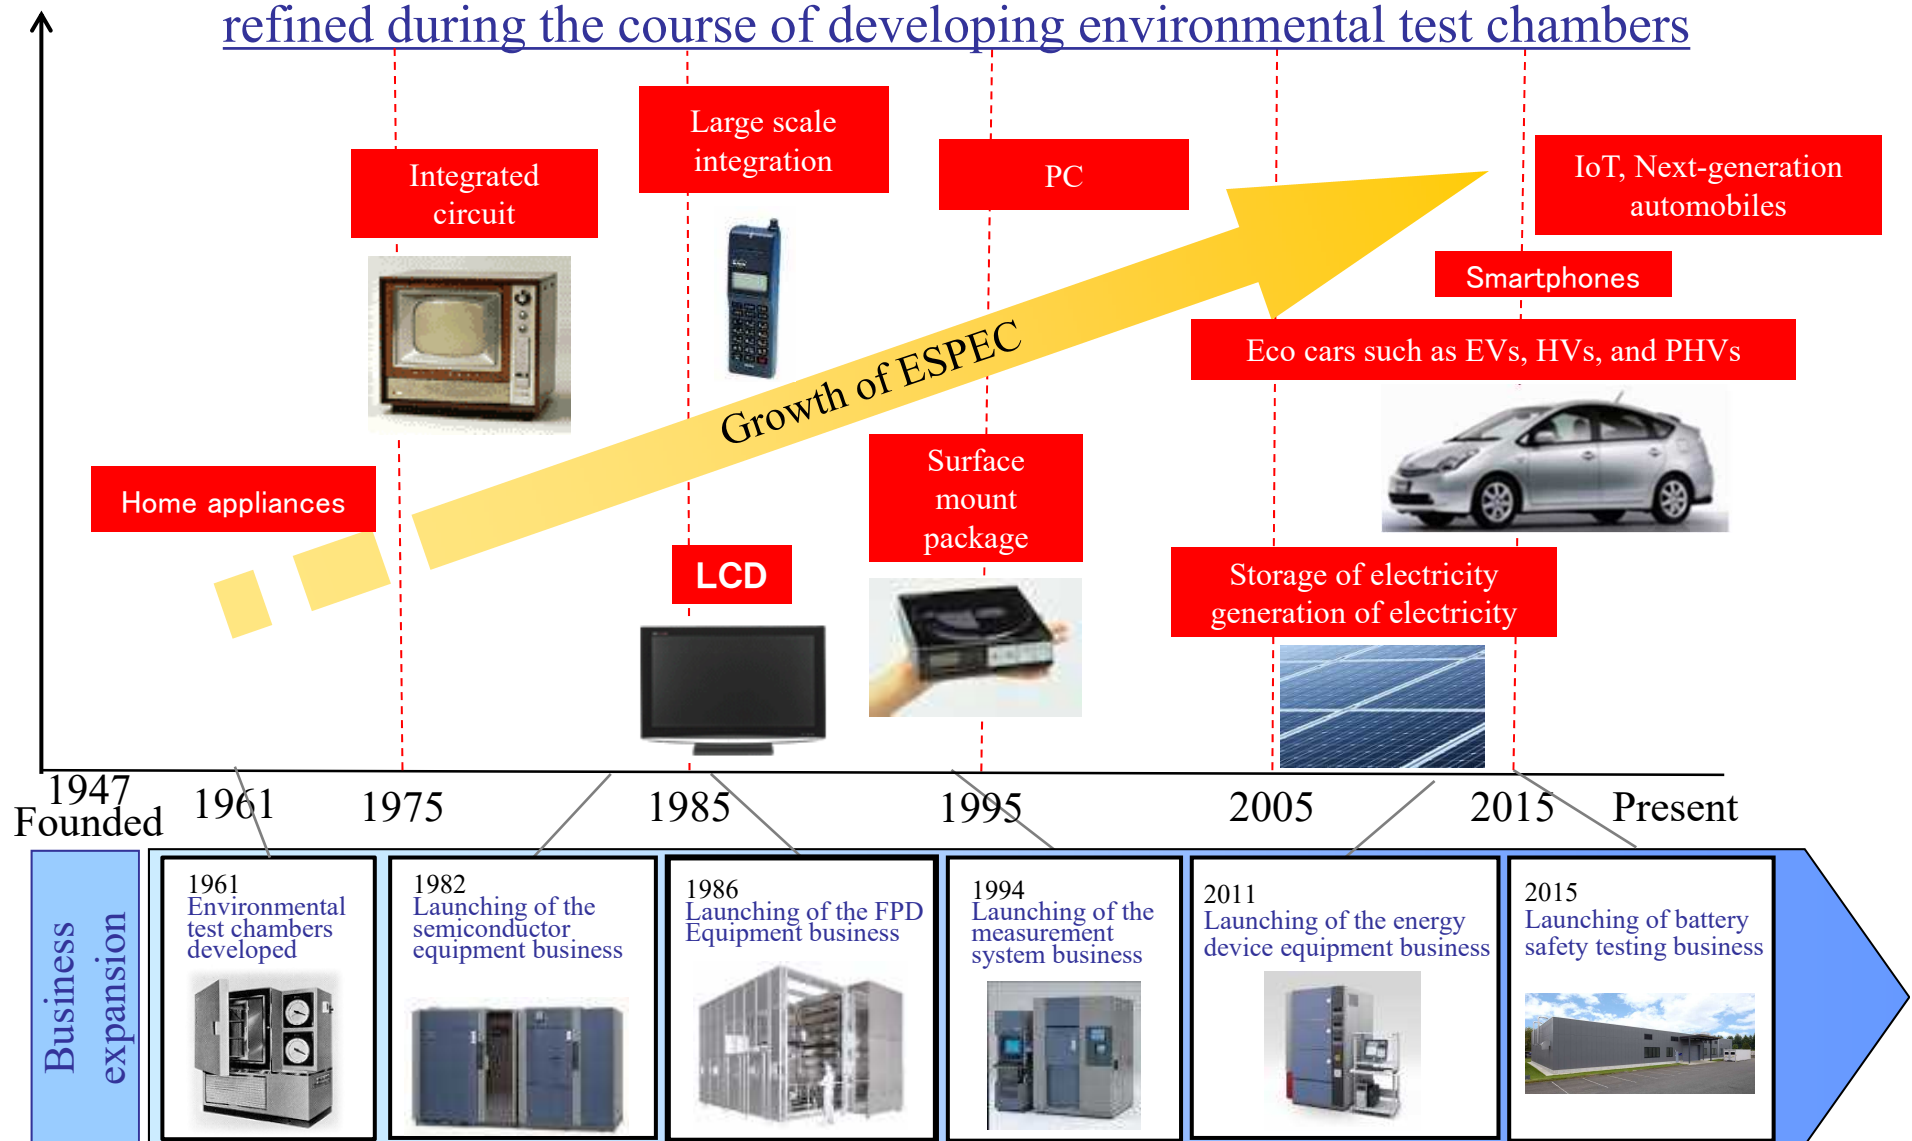 refined during the course of developing environmental test chambers
Large scale
integration
Integrated
circuit
PC
IoT, Next-generation
automobiles
Smartphones
Eco cars such as EVs, HVs, and PHVs
Growth of ESPEC
Home appliances
Surface
mount
package
LCD
Storage of electricity
generation of electricity
1947
Founded
1961
1975
1985
1995
2005
2015
Present
Business
expansion
1961
Environmental
test chambers
developed
1982
Launching of the
semiconductor
equipment business
1986
Launching of the FPD
Equipment business
1994
Launching of the
measurement
system business
2011
Launching of the energy
device equipment business
2015
Launching of battery
safety testing business